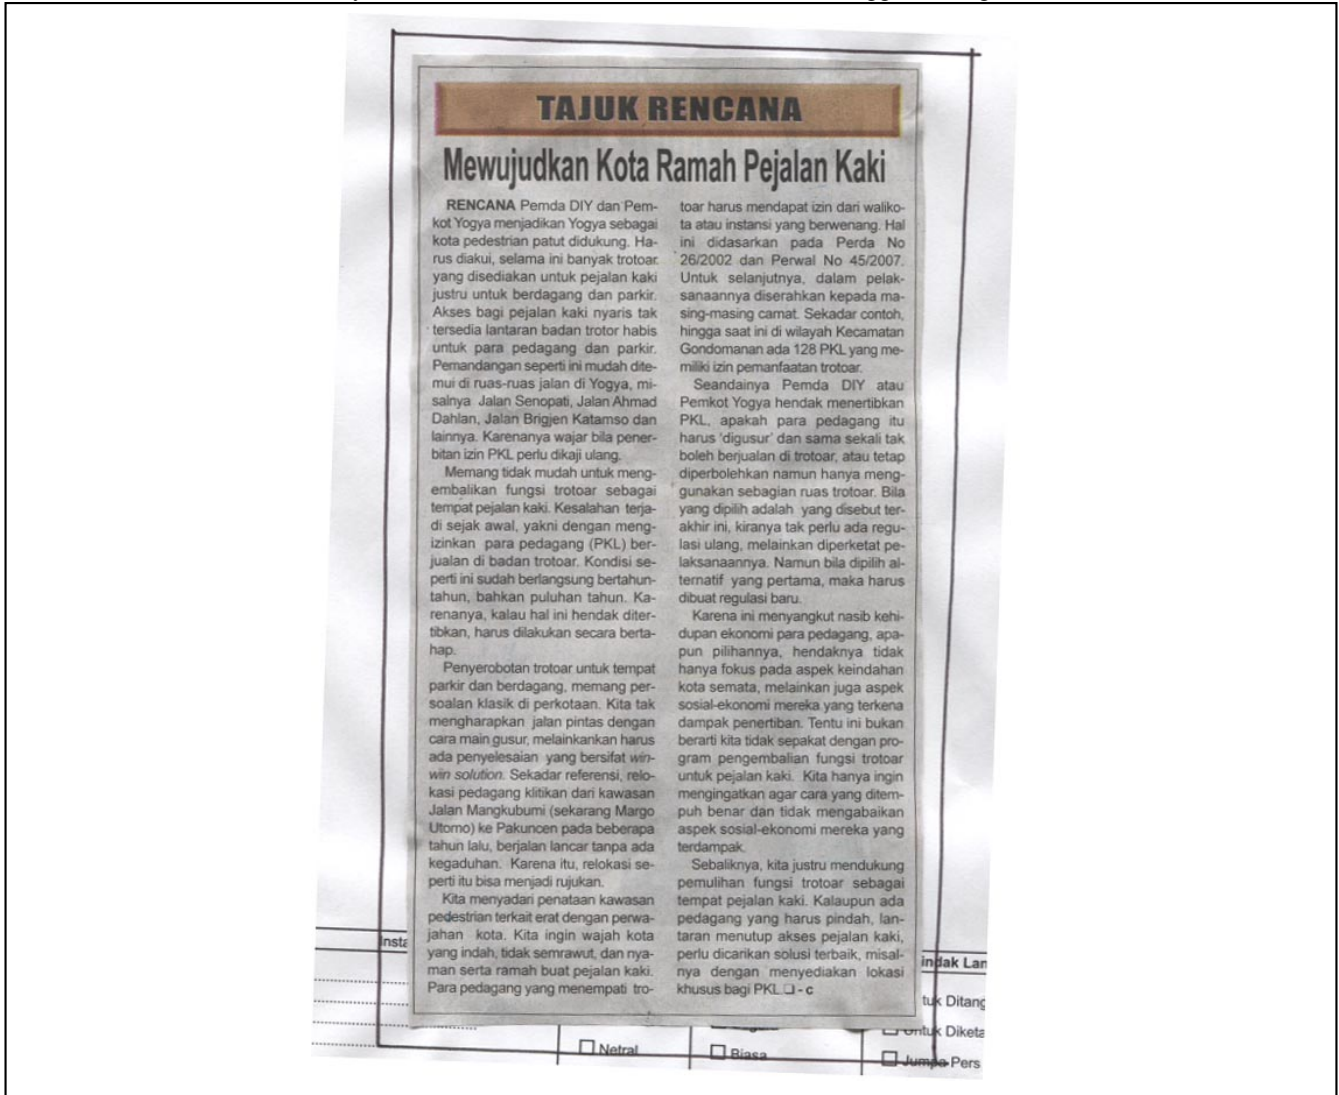 TAJUK RENCANA
Mewujudkan Kota Ramah Pejalan Kaki
RENCANA Pemda DIY dan Pem-
kot Yogya menjadikan Yogya sebagai
kota pedestrian patut didukung. Ha-
rus diakui, selama ini banyak trotoar
yang disediakan untuk pejalan kaki
justru untuk berdagang dan parkir.
Akses bagi pejalan kaki nyaris tak
tersedia lantaran badan trotor habis
untuk para pedagang dan parkir.
Pemandangan seperti ini mudah dite-
mui di ruas-ruas jalan di Yogya, mi-
salnya Jalan Senopati, Jalan Ahmad
Dahlan, Jalan Brigjen Katamso dan
lainnya. Karenanya wajar bila pener-
bitan izin PKL perlu dikaji ulang.
Memang tidak mudah untuk meng-
embalikan fungsi trotoar sebagai
tempat pejalan kaki. Kesalahan terja-
di sejak awal, yakni dengan meng-
izinkan para pedagang (PKL) ber-
jualan di badan trotoar. Kondisi se-
perti ini sudah berlangsung bertahun-
tahun, bahkan puluhan tahun. Ka-
renanya, kalau hal ini hendak diter-
tibkan, harus dilakukan secara berta-
hap.
Penyerobotan trotoar untuk tempat
parkir dan berdagang, memang per-
soalan klasik di perkotaan. Kita tak
mengharapkan jalan pintas dengan
cara main gusur, melainkankan harus
ada penyelesaian yang bersifat win-
win solution. Sekadar referensi, relo-
kasi pedagang klitikan dari kawasan
Jalan Mangkubumi (sekarang Margo
Utomo) ke Pakuncen pada beberapa
tahun lalu, berjalan lancar tanpa ada
kegaduhan. Karena itu, relokasi se-
perti itu bisa menjadi rujukan.
Kita menyadari penataan kawasan
pedestrian terkait erat dengan perwa-
jahan kota. Kita ingin wajah kota
yang indah, tidak semrawut, dan nya-
man serta ramah buat pejalan kaki.
Para pedagang yang menempati tro-
toar harus mendapat izin dari waliko-
ta atau instansi yang berwenang. Hal
ini didasarkan pada Perda No
26/2002 dan Perwal No 45/2007.
Untuk selanjutnya, dalam pelak-
sanaannya diserahkan kepada ma-
sing-masing camat. Sekadar contoh,
hingga saat ini di wilayah Kecamatan
Gondomanan ada 128 PKL yang me-
miliki izin pemanfaatan trotoar.
Seandainya Pemda DIY atau
Pemkot Yogya hendak menertibkan
PKL, apakah para pedagang itu
harus 'digusur' dan sama sekali tak
boleh berjualan di trotoar, atau tetap
diperbolehkan namun hanya meng-
gunakan sebagian ruas trotoar. Bila
yang dipilih adalah yang disebut ter-
akhir ini, kiranya tak perlu ada regu-
lasi ulang, melainkan diperketat pe-
laksanaannya. Namun bila dipilih al-
ternatif yang pertama, maka harus
dibuat regulasi baru.
Karena ini menyangkut nasib kehi-
dupan ekonomi para pedagang, apa-
pun pilihannya, hendaknya tidak
hanya fokus pada aspek keindahan
kota semata, melainkan juga aspek
sosial-ekonomi mereka yang terkena
dampak penertiban. Tentu ini bukan
berarti kita tidak sepakat dengan pro-
gram pengembalian fungsi trotoar
untuk pejalan kaki. Kita hanya ingin
mengingatkan agar cara yang ditem-
puh benar dan tidak mengabaikan
aspek sosial-ekonomi mereka yang
terdampak.
Sebaliknya, kita justru mendukung
pemulihan fungsi trotoar sebagai
tempat pejalan kaki. Kalaupun ada
pedagang yang harus pindah, lan-
taran menutup akses pejalan kaki,
perlu dicarikan solusi terbaik, misal-
nya dengan menyediakan lokasi
khusus bagi PKL.❑ - c
Insta
indak Lan
tuk Ditang
Untuk Diketa
Netral
Biasa
Jumpa Pers